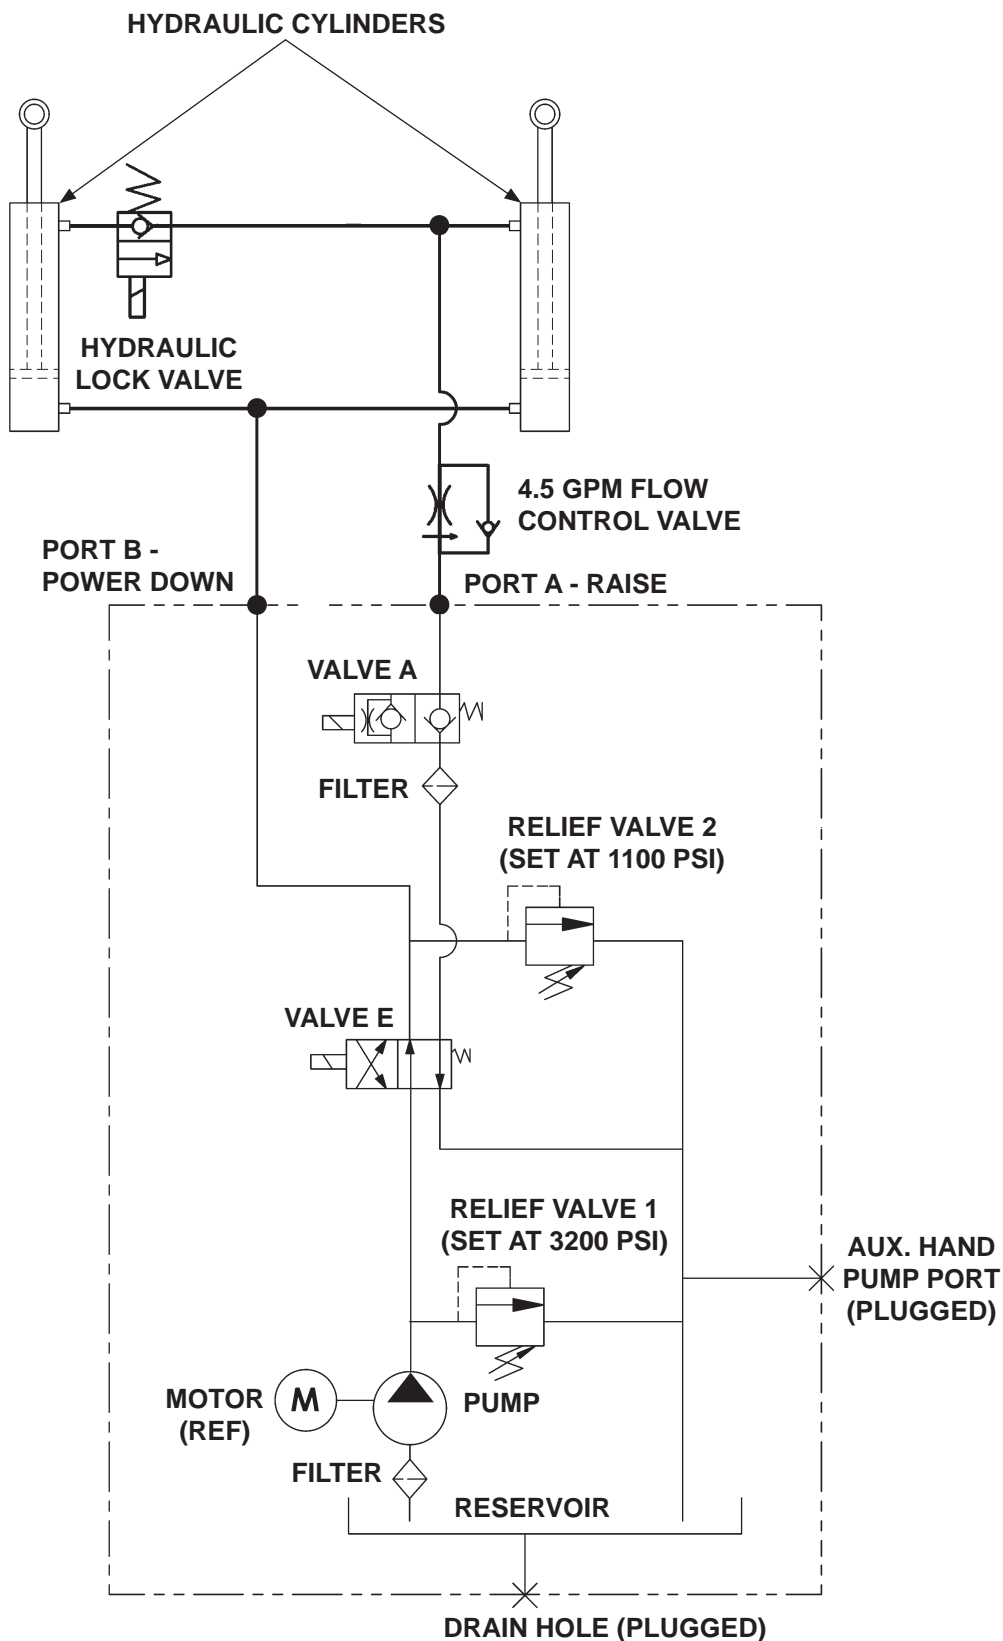 HYDRAULIC CYLINDERS
HYDRAULIC
LOCK VALVE
4.5 GPM FLOW
CONTROL VALVE
PORT B -
POWER DOWN
PORT A - RAISE
VALVE A
FILTER
RELIEF VALVE 2
(SET AT 1100 PSI)
VALVE E
RELIEF VALVE 1
(SET AT 3200 PSI)
AUX. HAND
PUMP PORT
(PLUGGED)
MOTOR
(REF)
M
PUMP
FILTER
RESERVOIR
DRAIN HOLE (PLUGGED)